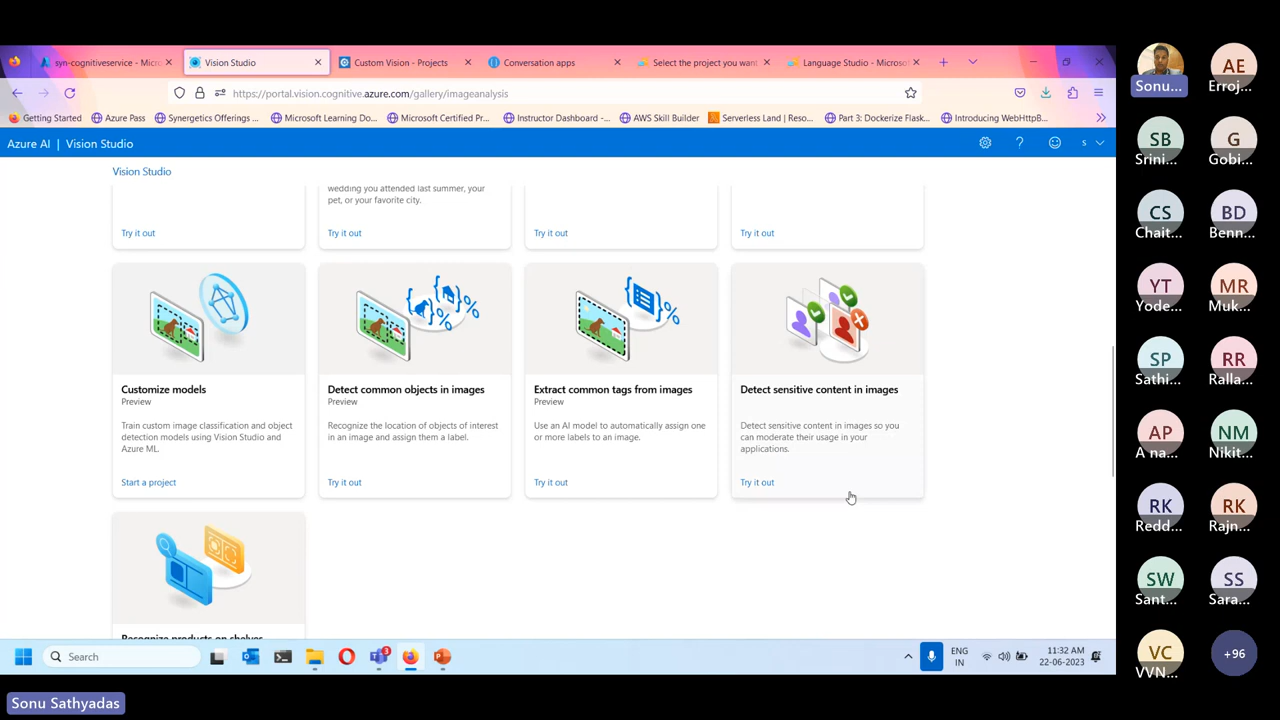 syn-cognitiveservice - Micro
Vision Studio
Custom Vision - Projects
Conversation apps
Select the project you want
Language Studio - Microsoft
https://portal.vision.cognitive.azure.com/gallery/imageanalysis
Getting Started
Azure Pass
Synergetics Offerings ...
Microsoft Learning Do...
Microsoft Certified Pr...
Instructor Dashboard -...
AWS Skill Builder
Serverless Land | Reso...
Part 3: Dockerize Flask...
Introducing WebHttpB...
Azure AI | Vision Studio
s
Vision Studio
wedding you attended last summer, your
pet, or your favorite city.
Try it out
Try it out
Try it out
Try it out
Customize models
Preview
Train custom image classification and object
detection models using Vision Studio and
Azure ML.
Start a project
Detect common objects in images
Preview
Recognize the location of objects of interest
in an image and assign them a label.
Try it out
Extract common tags from images
Preview
Use an AI model to automatically assign one
or more labels to an image.
Try it out
Detect sensitive content in images
Detect sensitive content in images so you
can moderate their usage in your
applications.
Try it out
Recognize products on shelves
Search
3
ENG
IN
11:32 AM
22-06-2023
Sonu Sathyadas
Sonu...
AE
Erroj...
SB
Srini...
G
Gobi...
CS
Chait...
BD
Benn...
YT
Yode...
MR
Muk...
SP
Sathi...
RR
Ralla...
AP
A na...
NM
Nikit...
RK
Redd...
RK
Rajn...
SW
Sant...
SS
Sara...
VC
VVN...
+96